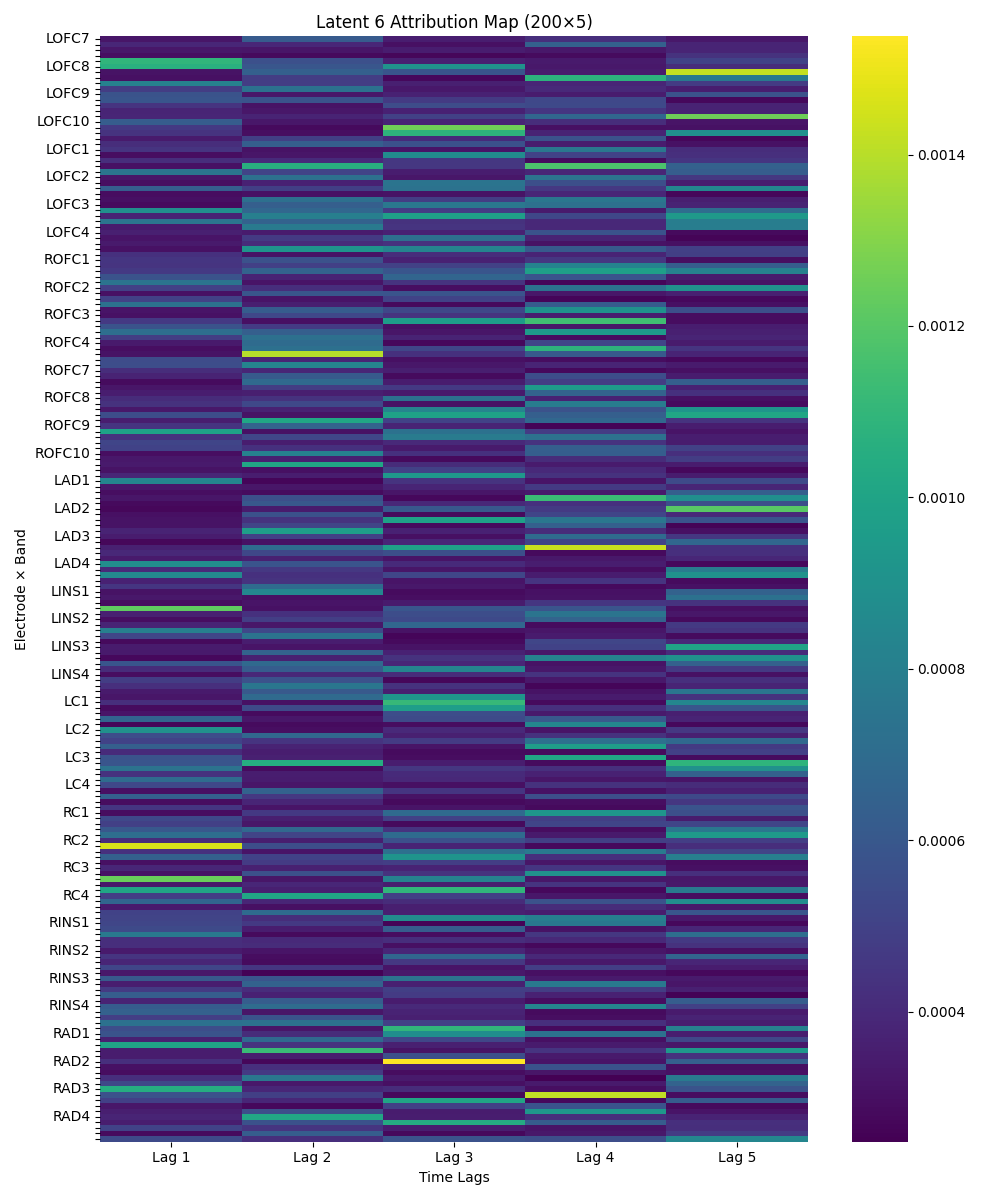 Latent 6 Attribution Map (200×5)
LOFC7
LOFC8
LOFC9
LOFC10
LOFC1
LOFC2
LOFC3
LOFC4
ROFC1
ROFC2
ROFC3
ROFC4
ROFC7
ROFC8
ROFC9
ROFC10
LAD1
LAD2
LAD3
LAD4
LINS1
LINS2
LINS3
LINS4
LC1
LC2
LC3
LC4
RC1
RC2
RC3
RC4
RINS1
RINS2
RINS3
RINS4
RAD1
RAD2
RAD3
RAD4
Electrode × Band
Lag 1 Lag 2 Lag 3 Lag 4 Lag 5
Time Lags
0.0014
0.0012
0.0010
0.0008
0.0006
0.0004